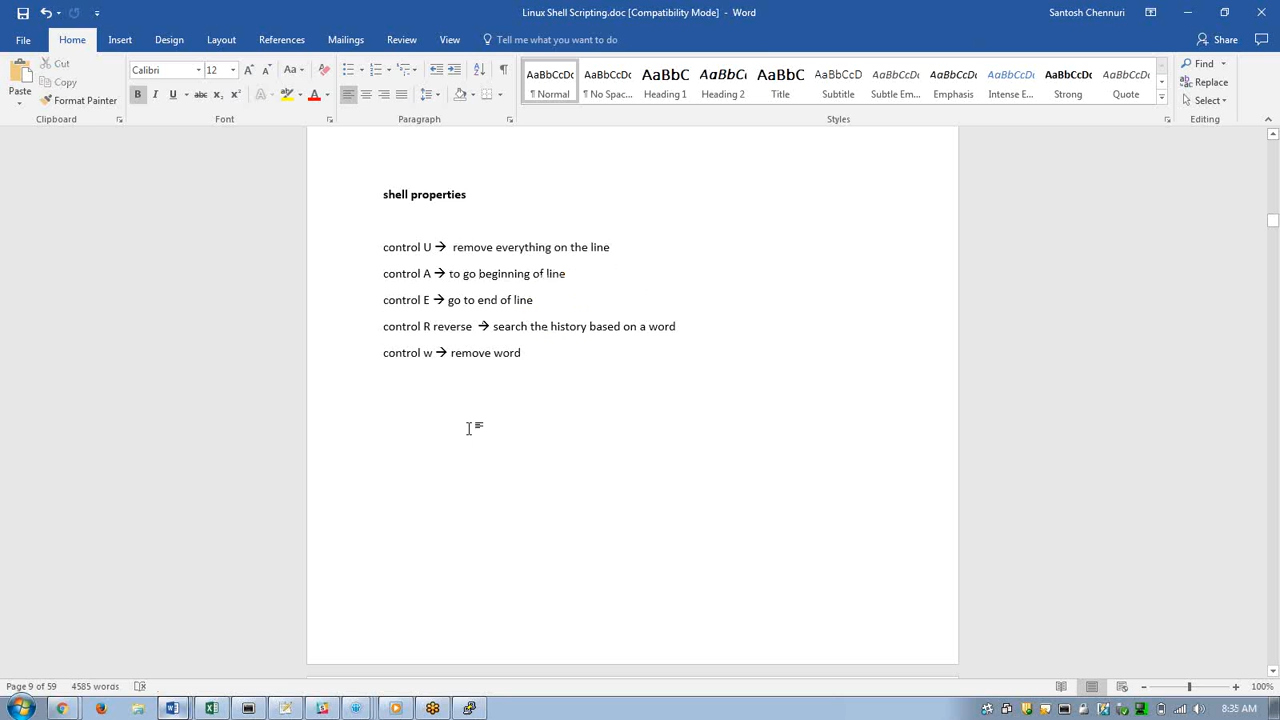 Linux Shell Scripting.doc [Compatibility Mode] - Word
Santosh Chennuri
File Home Insert Design Layout References Mailings Review View Tell me what you want to do Share
Paste
Cut
Copy
Format Painter
Calibri 12
AaBbCcDc AaBbCcDc AaBbC AaBbCc AaBbC AaBbCcD AaBbCcD AaBbCcD AaBbCcD AaBbCcD AaBbCcD
¶ Normal ¶ No Spac... Heading 1 Heading 2 Title Subtitle Subtle Em... Emphasis Intense E... Strong Quote
Find
Replace
Select
Clipboard Font Paragraph Styles Editing
shell properties
control U → remove everything on the line
control A → to go beginning of line
control E → go to end of line
control R reverse → search the history based on a word
control w → remove word
Page 9 of 59 4585 words 100%
8:35 AM